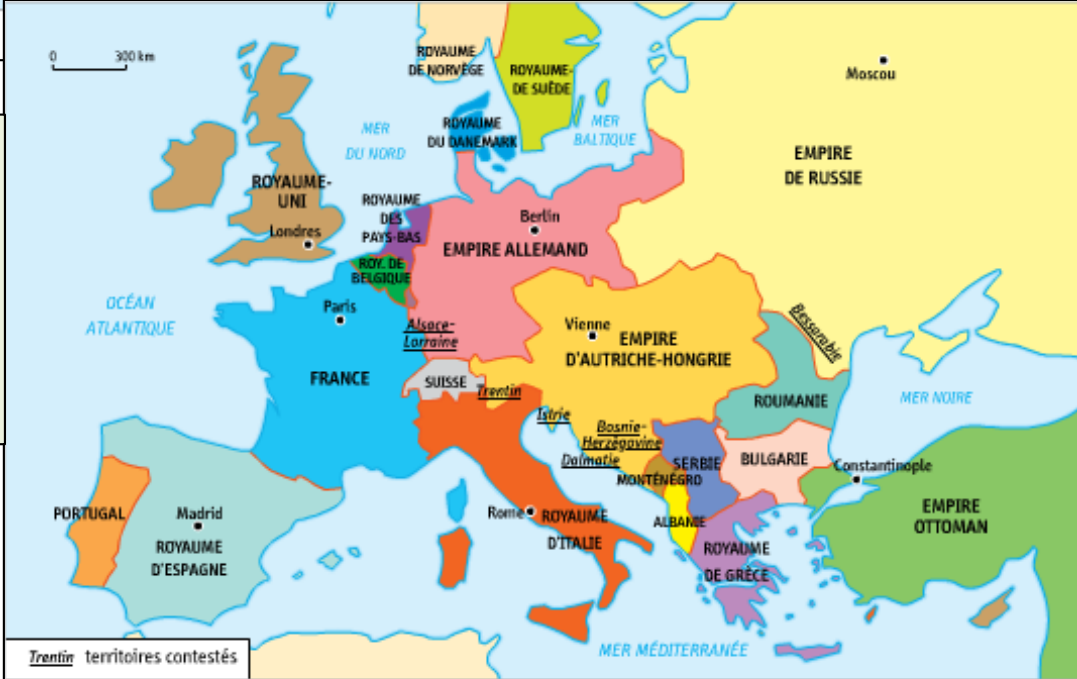 0 300 km
ROYAUME
DE NORVÈGE
ROYAUME-
DE SUÈDE
Moscou
MER
DU NORD
ROYAUME
DU DANEMARK
MER
BALTIQUE
EMPIRE
DE RUSSIE
ROYAUME-
UNI
Londres
ROYAUME
DES
PAYS-BAS
Berlin
EMPIRE ALLEMAND
ROY. DE
BELGIQUE
OCÉAN
ATLANTIQUE
Paris
Alsace-
Lorraine
Vienne
EMPIRE
D'AUTRICHE-HONGRIE
Bessarabie
FRANCE
SUISSE
Trentin
Istrie
ROUMANIE
MER NOIRE
Bosnie-
Herzégovine
Dalmatie
MONTÉNÉGRO
SERBIE
BULGARIE
Constantinople
PORTUGAL
Madrid
ROYAUME
D'ESPAGNE
Rome
ROYAUME
D'ITALIE
ALBANIE
ROYAUME
DE GRÈCE
EMPIRE
OTTOMAN
MER MÉDITERRANÉE
Trentin territoires contestés